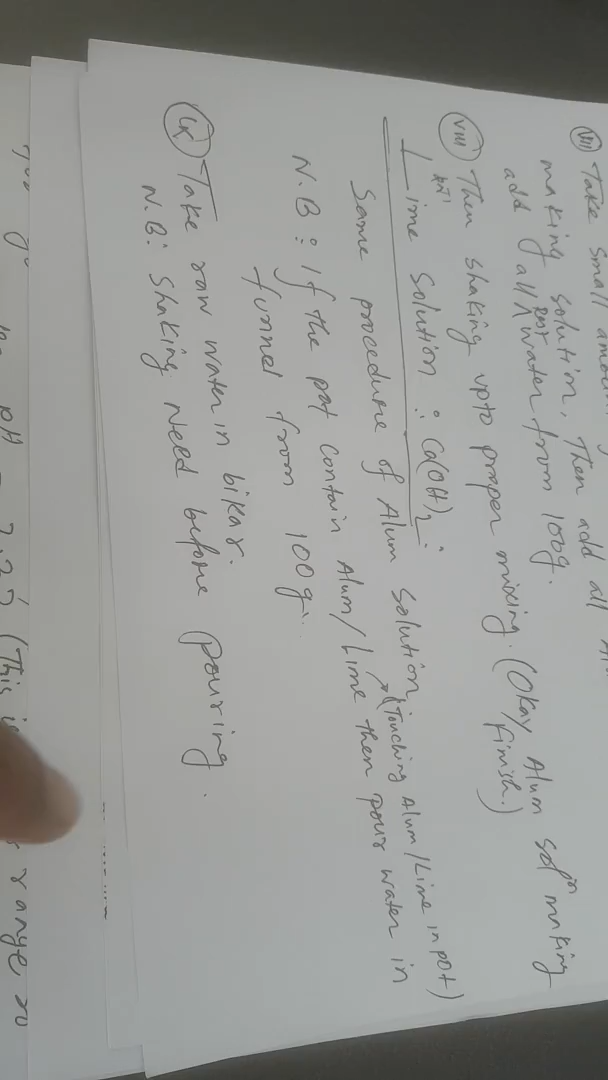 (VII) Take small
making solution, Then add all
add all pot water from 100g.
(VIII) Then shaking upto proper mixing. (Okay Alum solⁿ making
finish.)
Lime Solution : Ca(OH)₂ :
Same procedure of Alum solution.
(Touching Alum/Lime in pot)
N.B : If the pot contain Alum/Lime then pour water in
funnel from 100g.
(IX) Take raw water in bikar.
N.B: Shaking need before pouring.
pH
(This is
range